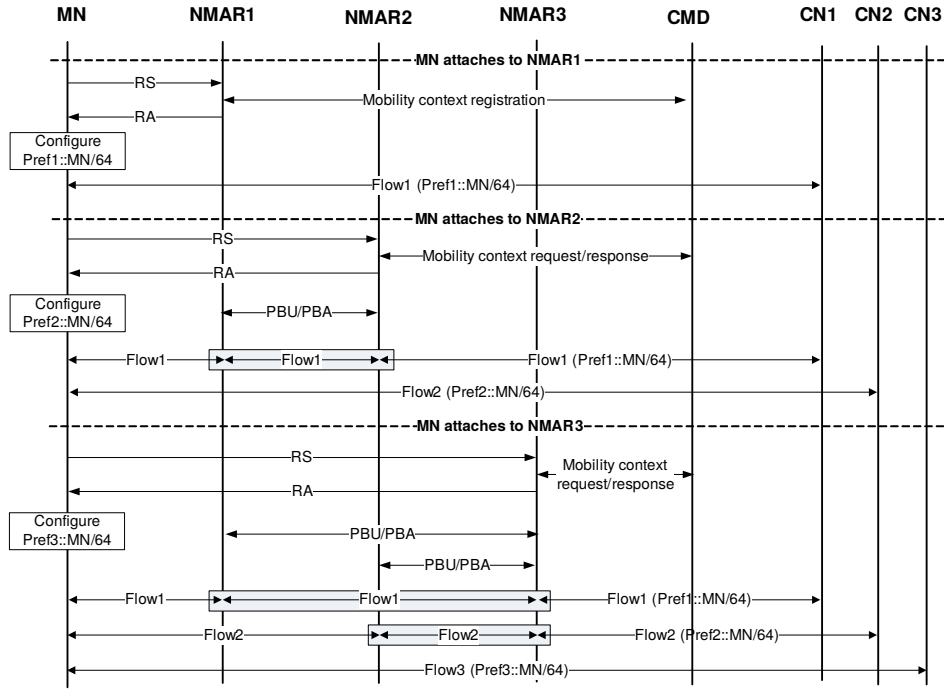 MN NMAR1 NMAR2 NMAR3 CMD CN1 CN2 CN3
MN attaches to NMAR1
RS
Mobility context registration
RA
Configure
Pref1::MN/64
Flow1 (Pref1::MN/64)
MN attaches to NMAR2
RS
Mobility context request/response
RA
Configure
Pref2::MN/64
PBU/PBA
Flow1 Flow1 Flow1 (Pref1::MN/64)
Flow2 (Pref2::MN/64)
MN attaches to NMAR3
RS
Mobility context
request/response
RA
Configure
Pref3::MN/64
PBU/PBA
PBU/PBA
Flow1 Flow1 Flow1 (Pref1::MN/64)
Flow2 Flow2 Flow2 (Pref2::MN/64)
Flow3 (Pref3::MN/64)